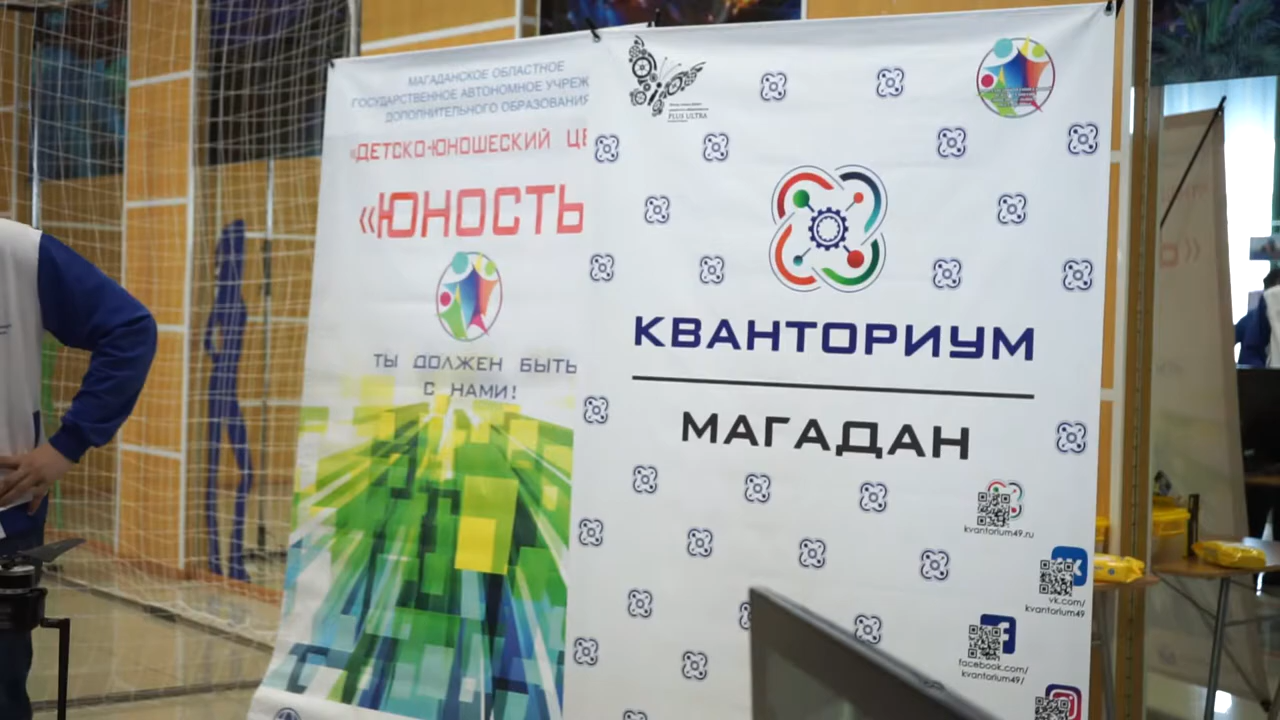 МАГАДАНСКОЕ ОБЛАСТНОЕ
ГОСУДАРСТВЕННОЕ АВТОНОМНОЕ УЧРЕЖ
ДОПОЛНИТЕЛЬНОГО ОБРАЗОВАНИЯ
«ДЕТСКО-ЮНОШЕСКИЙ ЦЕ
«ЮНОСТЬ
ТЫ ДОЛЖЕН БЫТЬ
С НАМИ!
PLUS ULTRA
КВАНТОРИУМ
МАГАДАН
kvantorium49.ru
vk.com/
kvantorium49
facebook.com/
kvantorium49/